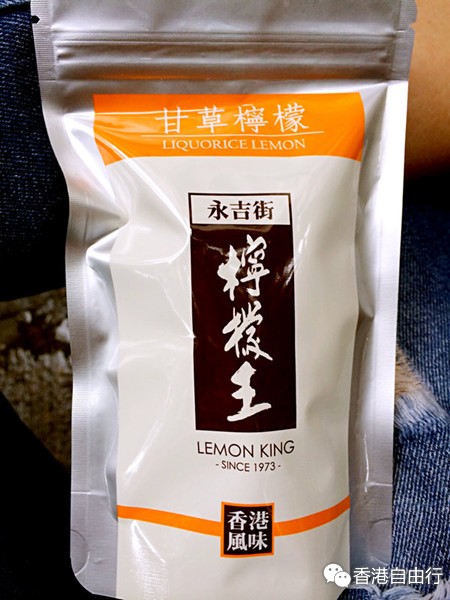 甘草檸檬
LIQUORICE LEMON
永吉街
檸檬王
LEMON KING
- SINCE 1973 -
香港
風味
香港自由行